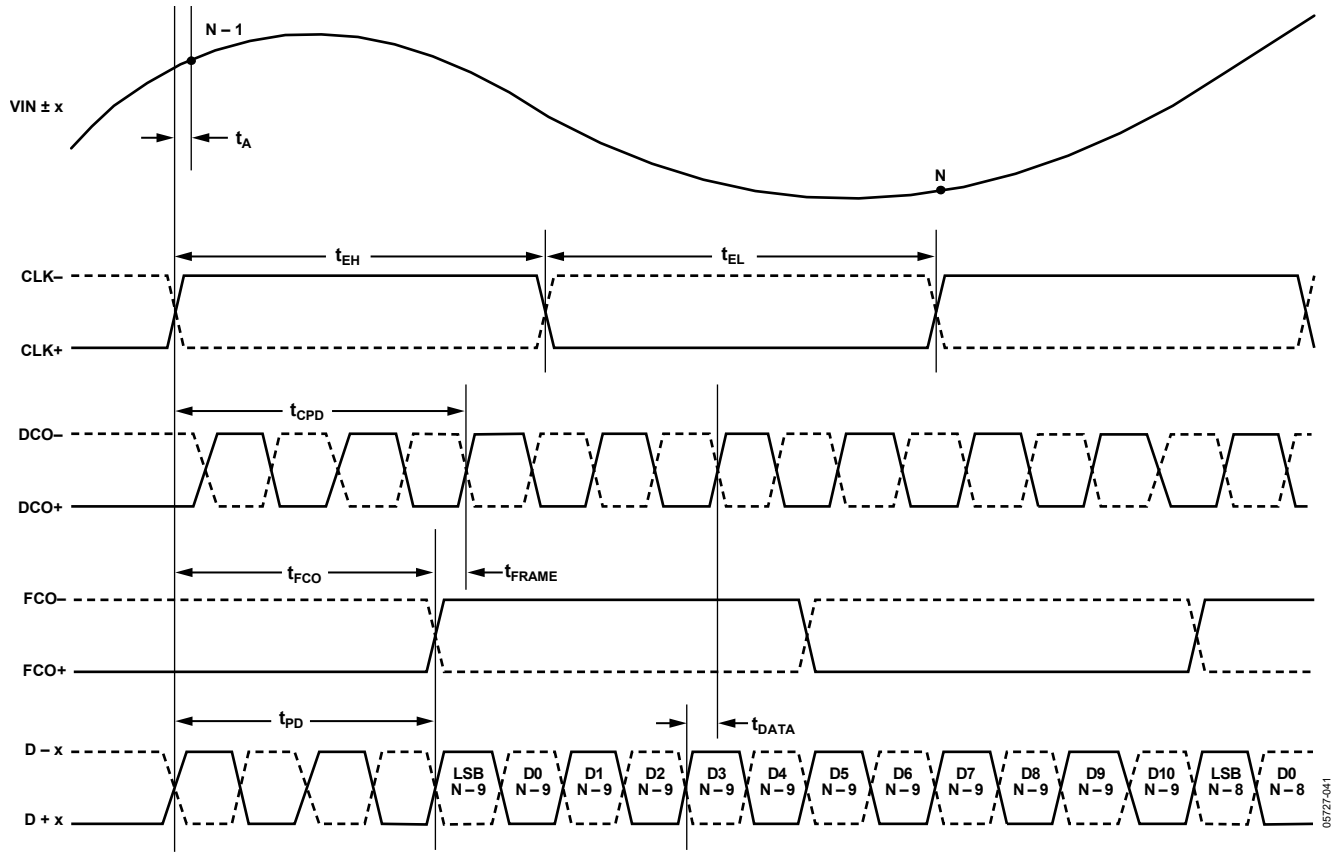 N – 1
VIN ± x
tA
N
tEH
tEL
CLK–
CLK+
tCPD
DCO–
DCO+
tFCO
tFRAME
FCO–
FCO+
tPD
tDATA
D – x
LSB D0 D1 D2 D3 D4 D5 D6 D7 D8 D9 D10 LSB D0
N – 9 N – 9 N – 9 N – 9 N – 9 N – 9 N – 9 N – 9 N – 9 N – 9 N – 9 N – 9 N – 8 N – 8
D + x
05727-041